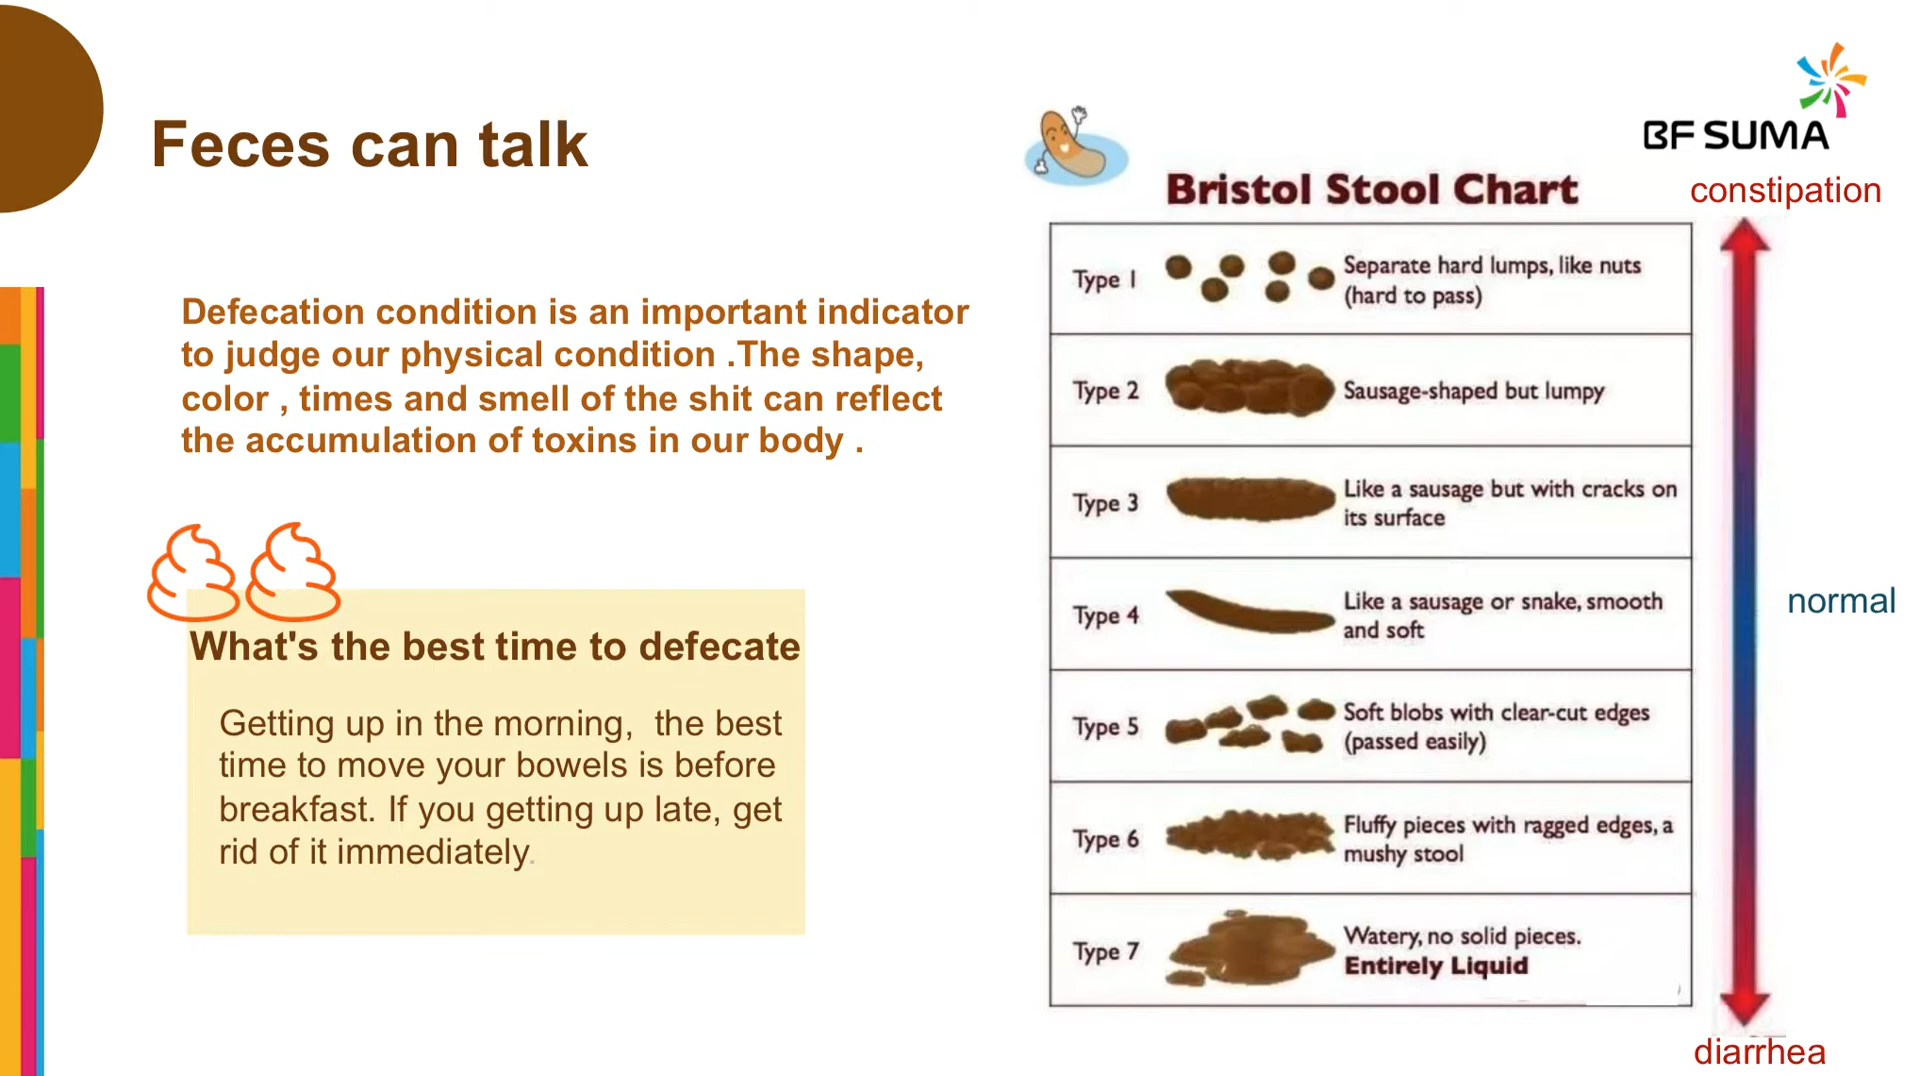 Feces can talk
Defecation condition is an important indicator
to judge our physical condition .The shape,
color , times and smell of the shit can reflect
the accumulation of toxins in our body .
What's the best time to defecate
Getting up in the morning,  the best
time to move your bowels is before
breakfast. If you getting up late, get
rid of it immediately.
BF SUMA
Bristol Stool Chart
constipation
Type 1
Separate hard lumps, like nuts
(hard to pass)
Type 2
Sausage-shaped but lumpy
Type 3
Like a sausage but with cracks on
its surface
Type 4
Like a sausage or snake, smooth
and soft
normal
Type 5
Soft blobs with clear-cut edges
(passed easily)
Type 6
Fluffy pieces with ragged edges, a
mushy stool
Type 7
Watery, no solid pieces.
Entirely Liquid
diarrhea